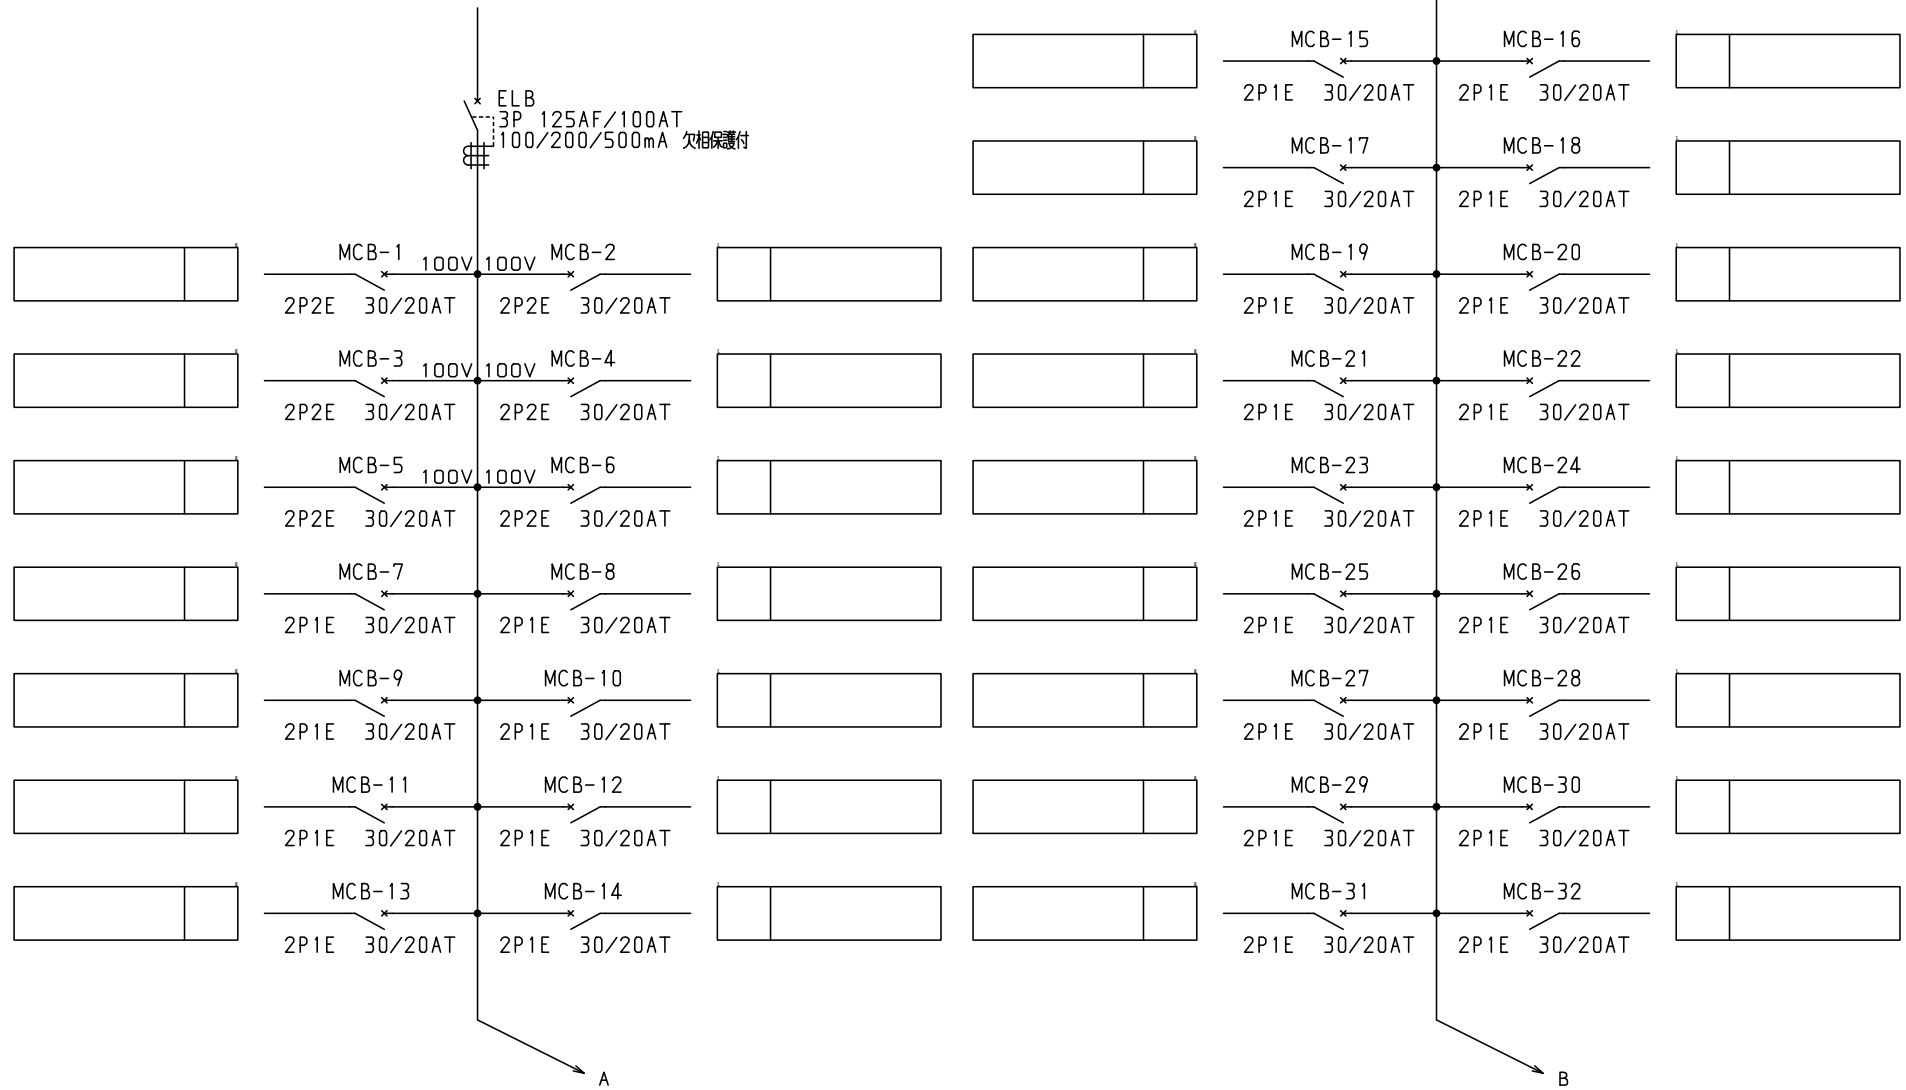 ELB
3P 125AF/100AT
100/200/500mA 欠相保護付
MCB-1 100V 100V MCB-2
2P2E 30/20AT 2P2E 30/20AT
MCB-3 100V 100V MCB-4
2P2E 30/20AT 2P2E 30/20AT
MCB-5 100V 100V MCB-6
2P2E 30/20AT 2P2E 30/20AT
MCB-7 MCB-8
2P1E 30/20AT 2P1E 30/20AT
MCB-9 MCB-10
2P1E 30/20AT 2P1E 30/20AT
MCB-11 MCB-12
2P1E 30/20AT 2P1E 30/20AT
MCB-13 MCB-14
2P1E 30/20AT 2P1E 30/20AT
A
MCB-15 MCB-16
2P1E 30/20AT 2P1E 30/20AT
MCB-17 MCB-18
2P1E 30/20AT 2P1E 30/20AT
MCB-19 MCB-20
2P1E 30/20AT 2P1E 30/20AT
MCB-21 MCB-22
2P1E 30/20AT 2P1E 30/20AT
MCB-23 MCB-24
2P1E 30/20AT 2P1E 30/20AT
MCB-25 MCB-26
2P1E 30/20AT 2P1E 30/20AT
MCB-27 MCB-28
2P1E 30/20AT 2P1E 30/20AT
MCB-29 MCB-30
2P1E 30/20AT 2P1E 30/20AT
MCB-31 MCB-32
2P1E 30/20AT 2P1E 30/20AT
B